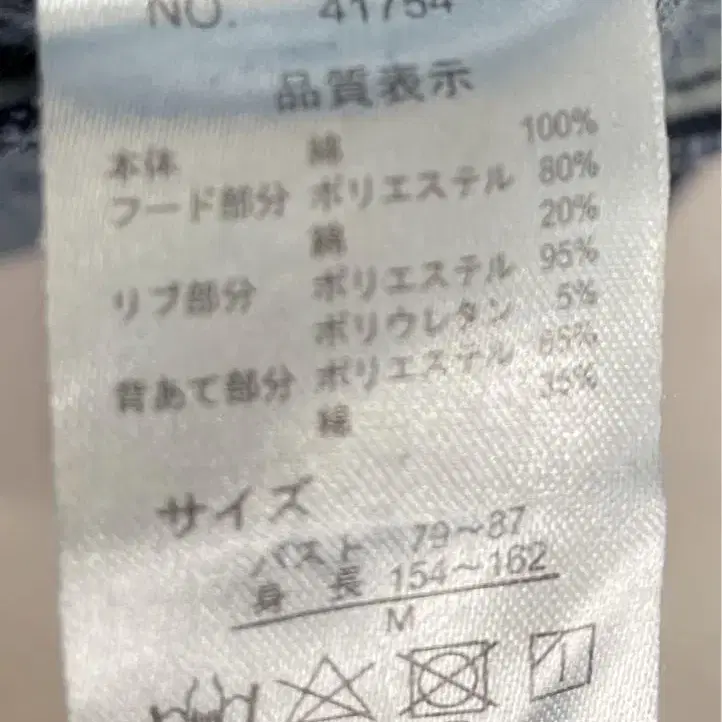 NO. 41754
品質表示
本体 綿 100%
フード部分 ポリエステル 80%
綿 20%
リブ部分 ポリエステル 95%
ポリウレタン 5%
背あて部分 ポリエステル 65%
綿 35%
サイズ
バスト 79~87
身長 154~162
M